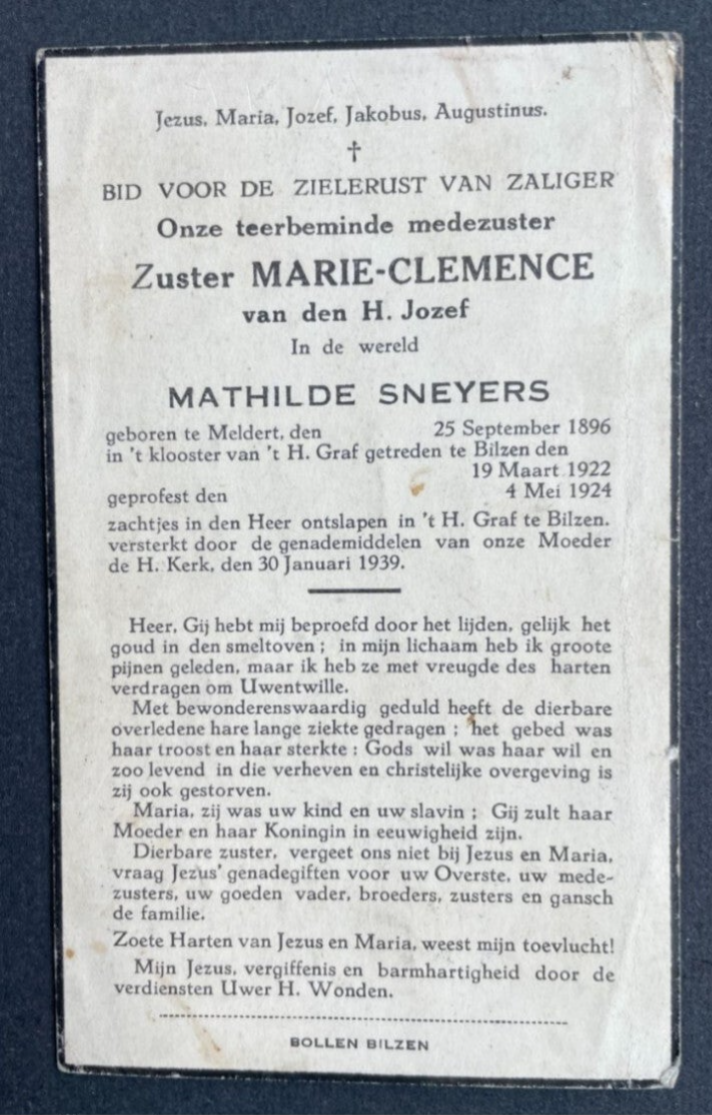 Jezus, Maria, Jozef, Jakobus, Augustinus.
†
BID VOOR DE ZIELERUST VAN ZALIGER
Onze teerbeminde medezuster
Zuster MARIE-CLEMENCE
van den H. Jozef
In de wereld
MATHILDE SNEYERS
geboren te Meldert, den 25 September 1896
in 't klooster van 't H. Graf getreden te Bilzen den
19 Maart 1922
geprofest den 4 Mei 1924
zachtjes in den Heer ontslapen in 't H. Graf te Bilzen.
versterkt door de genademiddelen van onze Moeder
de H. Kerk, den 30 Januari 1939.
Heer, Gij hebt mij beproefd door het lijden, gelijk het
goud in den smeltoven ; in mijn lichaam heb ik groote
pijnen geleden, maar ik heb ze met vreugde des harten
verdragen om Uwentwille.
Met bewonderenswaardig geduld heeft de dierbare
overledene hare lange ziekte gedragen ; het gebed was
haar troost en haar sterkte : Gods wil was haar wil en
zoo levend in die verheven en christelijke overgeving is
zij ook gestorven.
Maria, zij was uw kind en uw slavin ; Gij zult haar
Moeder en haar Koningin in eeuwigheid zijn.
Dierbare zuster, vergeet ons niet bij Jezus en Maria,
vraag Jezus' genadegiften voor uw Overste, uw mede-
zusters, uw goeden vader, broeders, zusters en gansch
de familie.
Zoete Harten van Jezus en Maria, weest mijn toevlucht!
Mijn Jezus, vergiffenis en barmhartigheid door de
verdiensten Uwer H. Wonden.
BOLLEN BILZEN